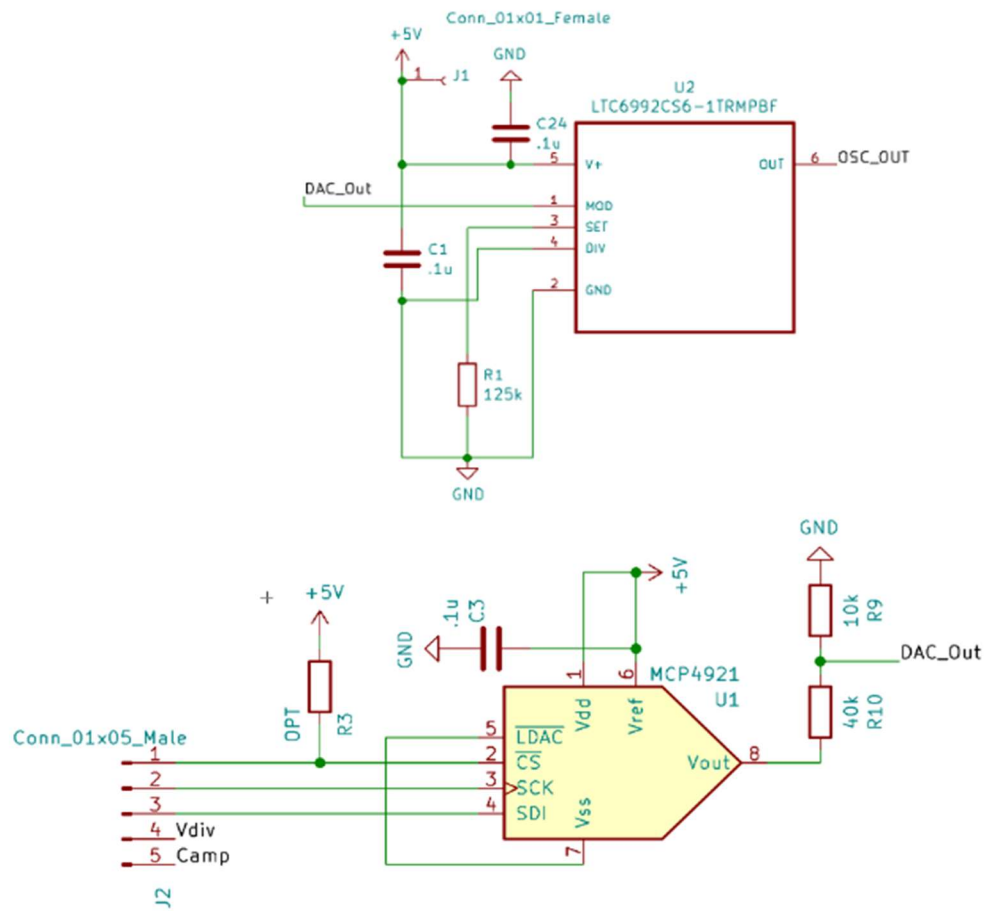 Conn_01x01_Female
+5V
1
J1
GND
C24
.1u
U2
LTC6992CS6-1TRMPBF
5
V+
OUT
6
OSC_OUT
DAC_Out
1
MOD
3
SET
4
DIV
C1
.1u
2
GND
R1
125k
GND
GND
+5V
+5V
.1u
C3
GND
10k
R9
DAC_Out
OPT
R3
1
6
MCP4921
U1
Vdd
Vref
40k
R10
Conn_01x05_Male
1
5
LDAC
2
CS
Vout
8
2
3
SCK
3
4
SDI
Vss
4
Vdiv
5
Camp
7
J2